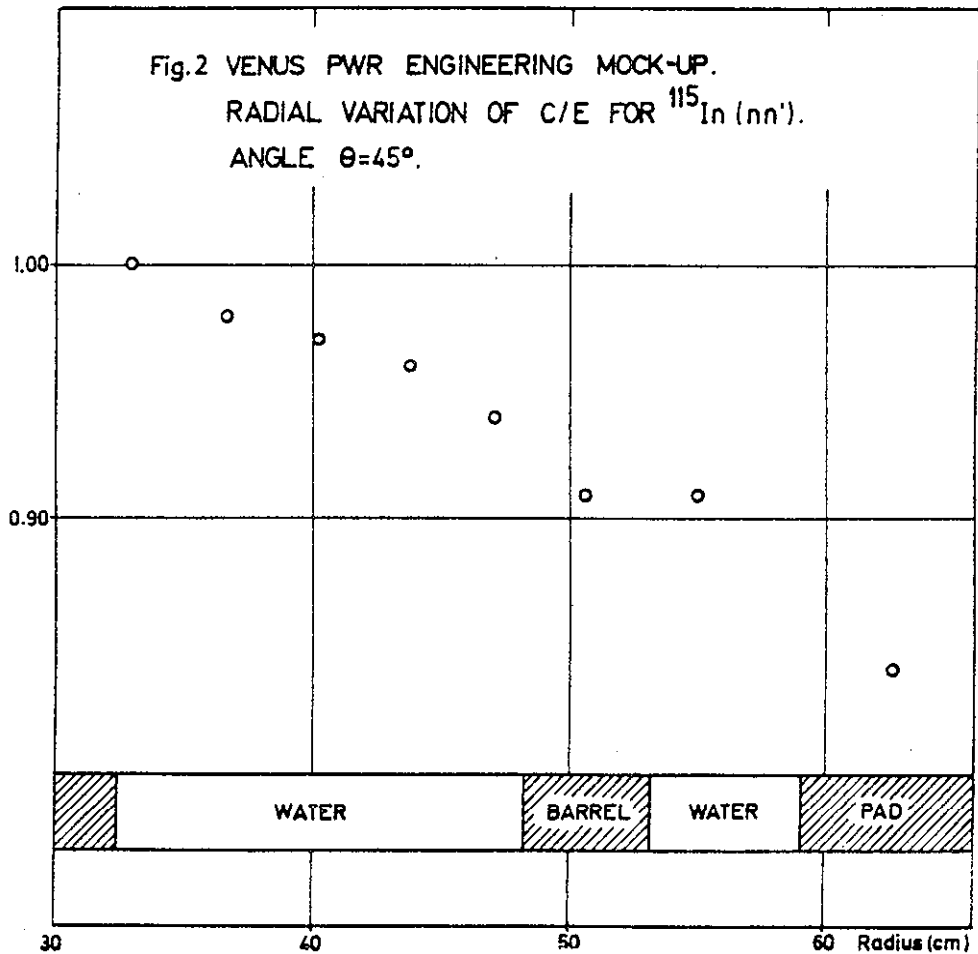 Fig.2 VENUS PWR ENGINEERING MOCK-UP.
RADIAL VARIATION OF C/E FOR ¹¹⁵In (nn').
ANGLE θ=45°.
1.00
0.90
WATER
BARREL
WATER
PAD
30
40
50
60
Radius (cm)